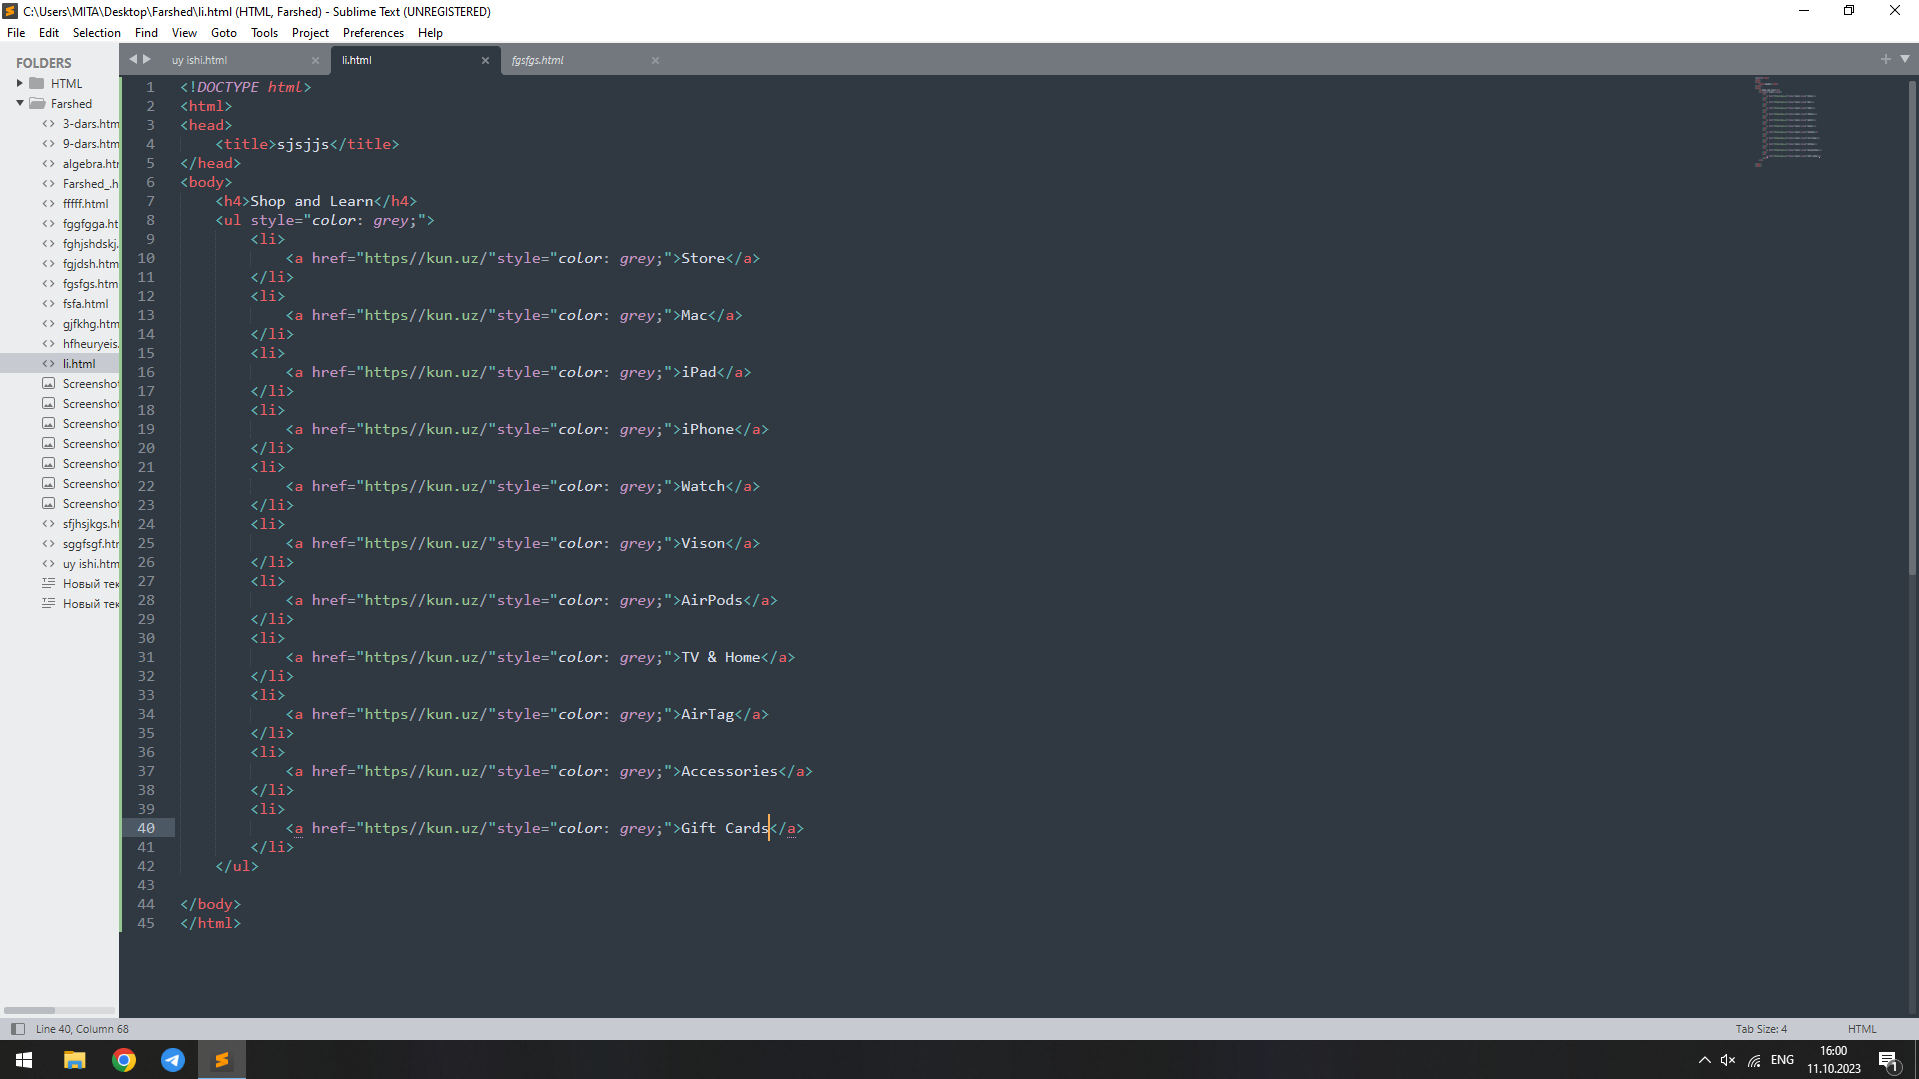 C:\Users\MITA\Desktop\Farshed\li.html (HTML, Farshed) - Sublime Text (UNREGISTERED)
File Edit Selection Find View Goto Tools Project Preferences Help
FOLDERS
HTML
Farshed
3-dars.htm
9-dars.htm
algebra.htr
Farshed_.h
fffff.html
fggfgga.ht
fghjshdskj.
fgjdsh.htm
fgsfgs.htm
fsfa.html
gjfkhg.htm
hfheuryeis.
li.html
Screenshot
Screenshot
Screenshot
Screenshot
Screenshot
Screenshot
Screenshot
sfjhsjkgs.ht
sggfsgf.htr
uy ishi.htm
Новый тек
Новый тек
uy ishi.html × li.html × fgsfgs.html ×
1 <!DOCTYPE html>
2 <html>
3 <head>
4 <title>sjsjjs</title>
5 </head>
6 <body>
7 <h4>Shop and Learn</h4>
8 <ul style="color: grey;">
9 <li>
10 <a href="https//kun.uz/"style="color: grey;">Store</a>
11 </li>
12 <li>
13 <a href="https//kun.uz/"style="color: grey;">Mac</a>
14 </li>
15 <li>
16 <a href="https//kun.uz/"style="color: grey;">iPad</a>
17 </li>
18 <li>
19 <a href="https//kun.uz/"style="color: grey;">iPhone</a>
20 </li>
21 <li>
22 <a href="https//kun.uz/"style="color: grey;">Watch</a>
23 </li>
24 <li>
25 <a href="https//kun.uz/"style="color: grey;">Vison</a>
26 </li>
27 <li>
28 <a href="https//kun.uz/"style="color: grey;">AirPods</a>
29 </li>
30 <li>
31 <a href="https//kun.uz/"style="color: grey;">TV & Home</a>
32 </li>
33 <li>
34 <a href="https//kun.uz/"style="color: grey;">AirTag</a>
35 </li>
36 <li>
37 <a href="https//kun.uz/"style="color: grey;">Accessories</a>
38 </li>
39 <li>
40 <a href="https//kun.uz/"style="color: grey;">Gift Cards</a>
41 </li>
42 </ul>
43
44 </body>
45 </html>
Line 40, Column 68 Tab Size: 4 HTML
ENG 16:00
11.10.2023 1